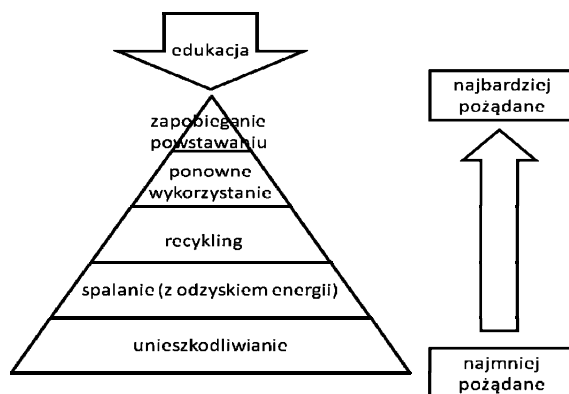 edukacja
zapobieganie
powstawaniu
ponowne
wykorzystanie
recykling
spalanie (z odzyskiem energii)
unieszkodliwianie
najbardziej
pożądane
najmniej
pożądane